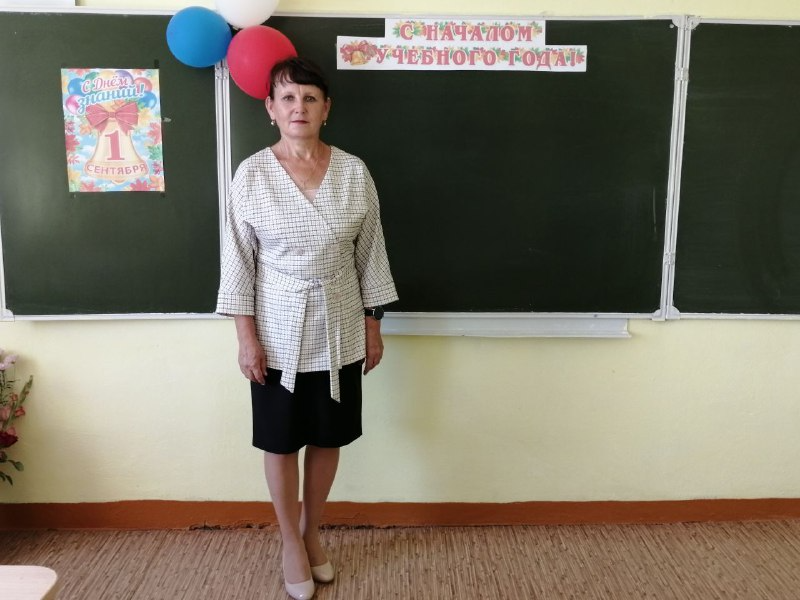 С Днём
знаний!
1
СЕНТЯБРЯ
С НАЧАЛОМ
УЧЕБНОГО ГОДА!